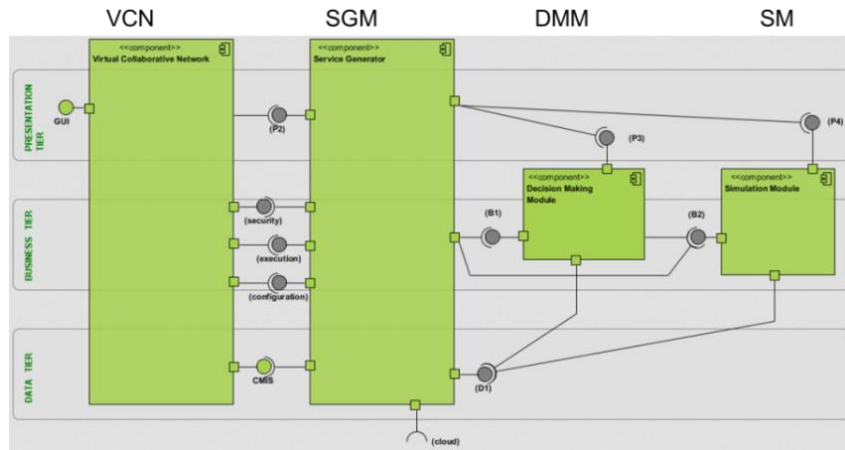 VCN SGM DMM SM
<<component>>
Virtual Collaborative Network
<<component>>
Service Generator
PRESENTATION
TIER
GUI
(P2)
(P3)
(P4)
<<component>>
Decision Making
Module
<<component>>
Simulation Module
BUSINESS TIER
(security)
(execution)
(configuration)
(B1)
(B2)
DATA TIER
CMIS
(D1)
(cloud)